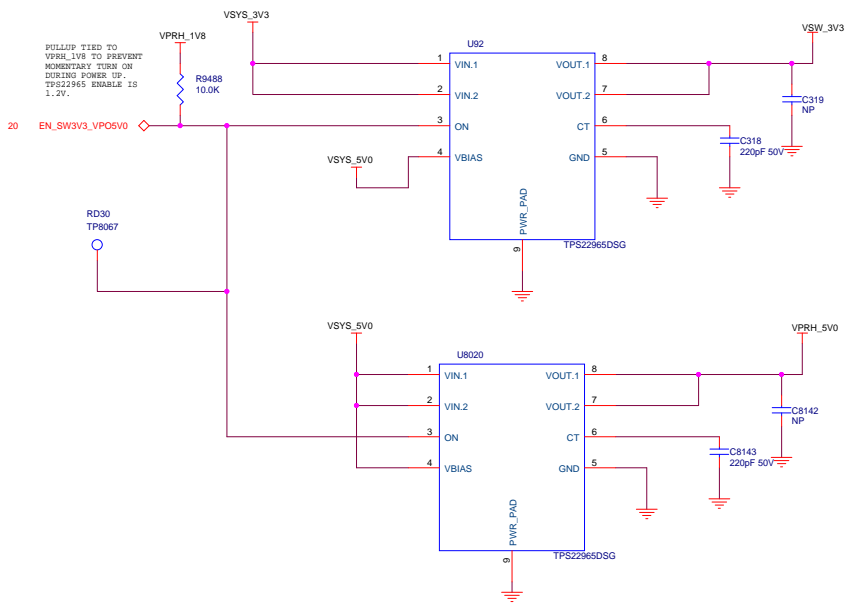 VSYS_3V3
VSW_3V3
VPRH_1V8
PULLUP TIED TO
VPRH_1V8 TO PREVENT
MOMENTARY TURN ON
DURING POWER UP.
TPS22965 ENABLE IS
1.2V.
R9488
10.0K
20 EN_SW3V3_VPO5V0
U92
1 VIN.1 VOUT.1 8
2 VIN.2 VOUT.2 7
3 ON CT 6
4 VBIAS GND 5
PWR_PAD
9
TPS22965DSG
C319
NP
C318
220pF 50V
VSYS_5V0
RD30
TP8067
VSYS_5V0
VPRH_5V0
U8020
1 VIN.1 VOUT.1 8
2 VIN.2 VOUT.2 7
3 ON CT 6
4 VBIAS GND 5
PWR_PAD
9
TPS22965DSG
C8142
NP
C8143
220pF 50V